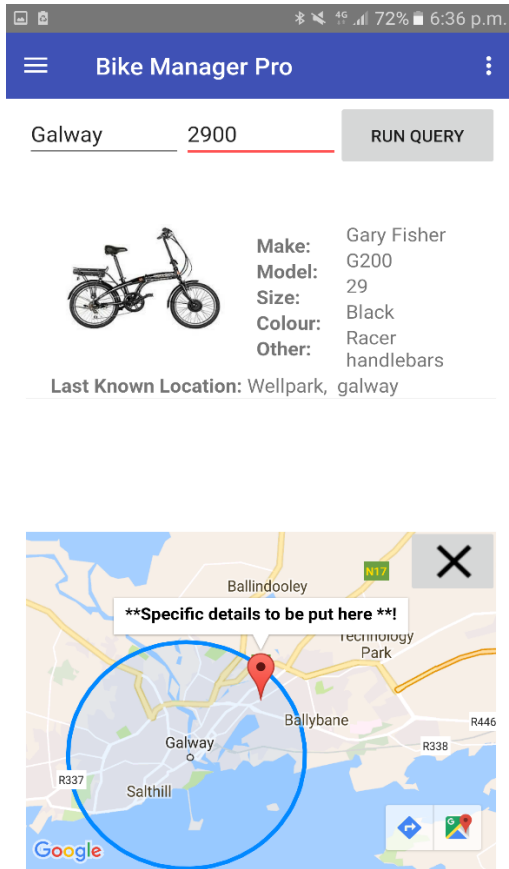 4G 72% 6:36 p.m.
Bike Manager Pro
Galway 2900 RUN QUERY
Make: Gary Fisher
Model: G200
Size: 29
Colour: Black
Other: Racer
handlebars
Last Known Location: Wellpark, galway
N17
Ballindooley
**Specific details to be put here **!
Technology
Park
Ballybane
R446
Galway
R338
R337
Salthill
G
Google